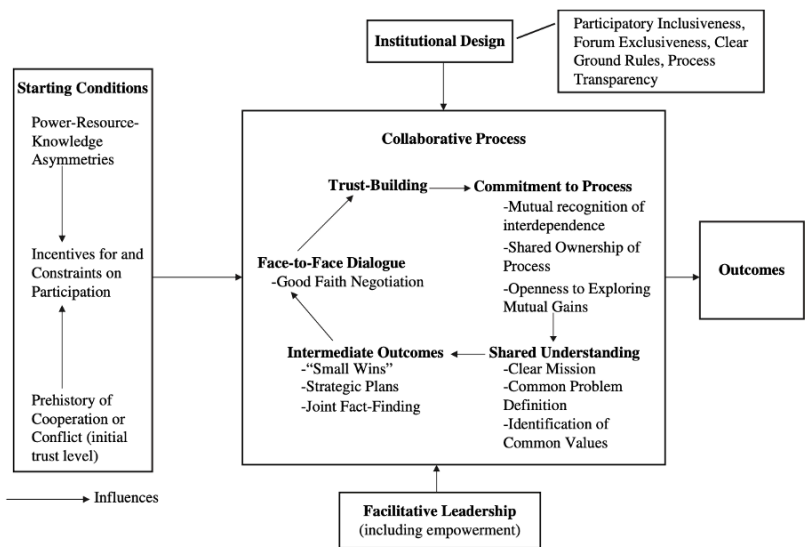 Institutional Design
Participatory Inclusiveness,
Forum Exclusiveness, Clear
Ground Rules, Process
Transparency
Starting Conditions
Power-Resource-
Knowledge
Asymmetries
Incentives for and
Constraints on
Participation
Prehistory of
Cooperation or
Conflict (initial
trust level)
Influences
Collaborative Process
Trust-Building
Commitment to Process
-Mutual recognition of
interdependence
-Shared Ownership of
Process
-Openness to Exploring
Mutual Gains
Face-to-Face Dialogue
-Good Faith Negotiation
Intermediate Outcomes
-“Small Wins”
-Strategic Plans
-Joint Fact-Finding
Shared Understanding
-Clear Mission
-Common Problem
Definition
-Identification of
Common Values
Outcomes
Facilitative Leadership
(including empowerment)